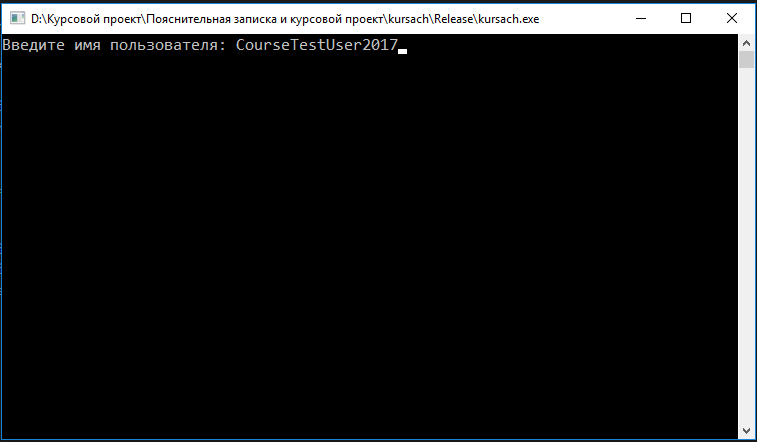 D:\Курсовой проект\Пояснительная записка и курсовой проект\kursach\Release\kursach.exe
Введите имя пользователя: CourseTestUser2017